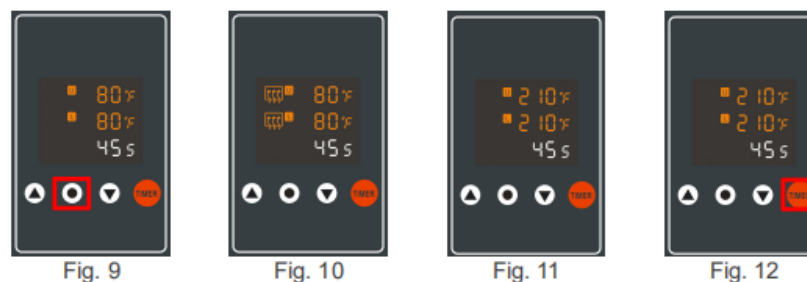 U 80°F
L 80°F
45s
TIMER
Fig. 9
U 80°F
L 80°F
45s
TIMER
Fig. 10
U 210°F
L 210°F
45s
TIMER
Fig. 11
U 210°F
L 210°F
45s
TIMER
Fig. 12